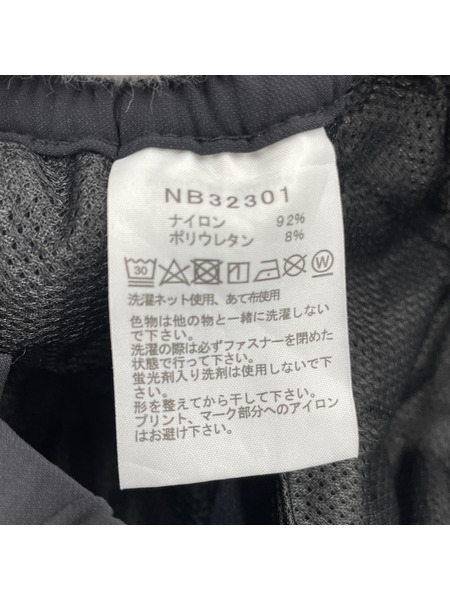 NB32301
ナイロン 92%
ポリウレタン 8%
30 W
洗濯ネット使用、あて布使用
色物は他の物と一緒に洗濯しない
で下さい。
洗濯の際は必ずファスナーを閉めた
状態で行って下さい。
蛍光剤入り洗剤は使用しないで下
さい。
形を整えてから干して下さい。
プリント、マーク部分へのアイロン
はお避け下さい。